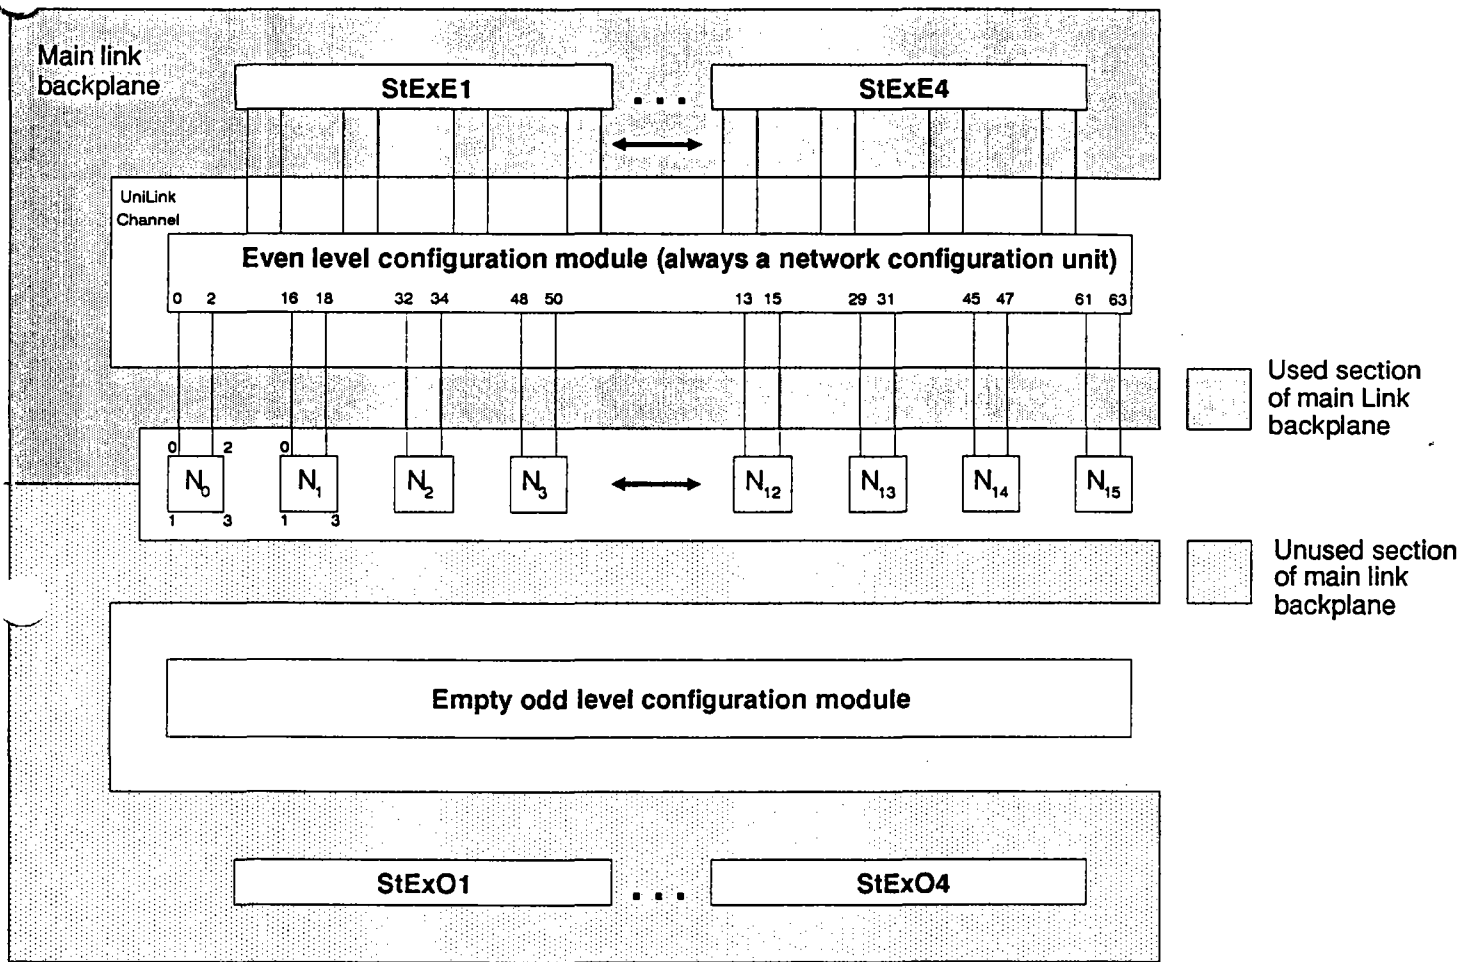 Main link
backplane
StExE1
StExE4
UniLink
Channel
Even level configuration module (always a network configuration unit)
0 2 16 18 32 34 48 50 13 15 29 31 45 47 61 63
Used section
of main Link
backplane
0 2 0
N0 N1 N2 N3 N12 N13 N14 N15
1 3 1 3
Unused section
of main link
backplane
Empty odd level configuration module
StExO1
StExO4